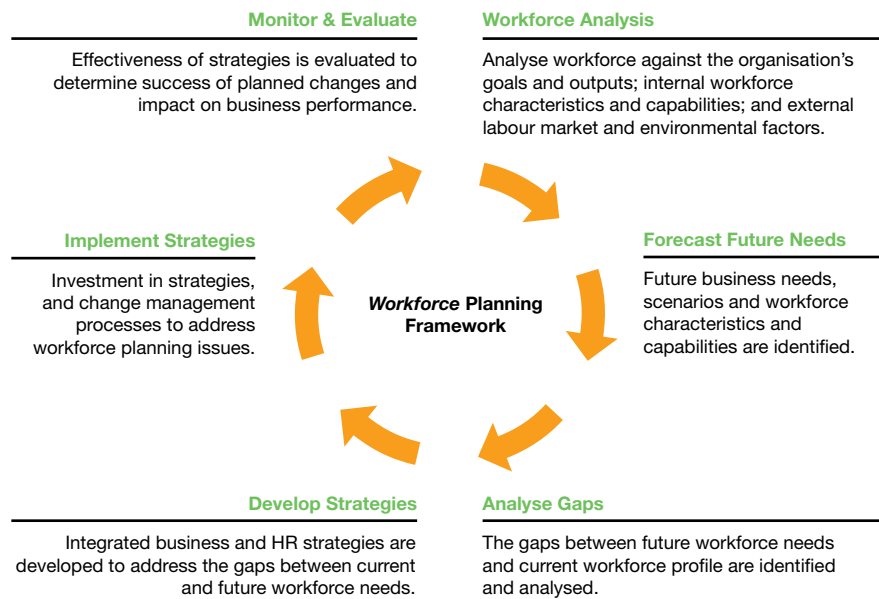 Monitor & Evaluate
Effectiveness of strategies is evaluated to
determine success of planned changes and
impact on business performance.
Workforce Analysis
Analyse workforce against the organisation’s
goals and outputs; internal workforce
characteristics and capabilities; and external
labour market and environmental factors.
Implement Strategies
Investment in strategies,
and change management
processes to address
workforce planning issues.
Workforce Planning
Framework
Forecast Future Needs
Future business needs,
scenarios and workforce
characteristics and
capabilities are identified.
Develop Strategies
Integrated business and HR strategies are
developed to address the gaps between current
and future workforce needs.
Analyse Gaps
The gaps between future workforce needs
and current workforce profile are identified
and analysed.